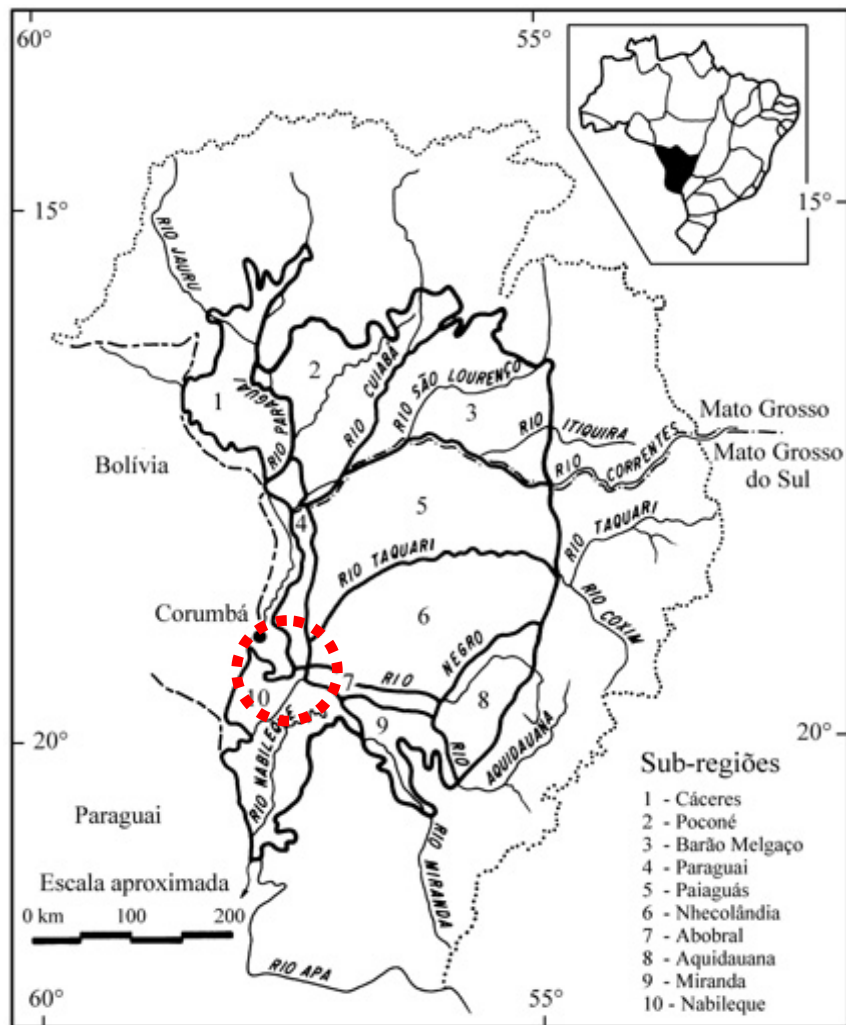 60°
55°
15°
15°
RIO JAURU
RIO PARAGUAI
RIO CUIABÁ
RIO SÃO LOURENÇO
RIO ITIQUIRA
RIO CORRENTES
Mato Grosso
Mato Grosso
do Sul
1
2
3
4
5
Bolívia
RIO TAQUARI
RIO TAQUARI
RIO COXIM
Corumbá
6
RIO NEGRO
7
8
9
10
RIO NABILEQUE
RIO AQUIDAUANA
20°
20°
Paraguai
RIO MIRANDA
RIO APA
Escala aproximada
0 km 100 200
Sub-regiões
1 - Cáceres
2 - Poconé
3 - Barão Melgaço
4 - Paraguai
5 - Paiaguás
6 - Nhecolândia
7 - Abobral
8 - Aquidauana
9 - Miranda
10 - Nabileque
60°
55°